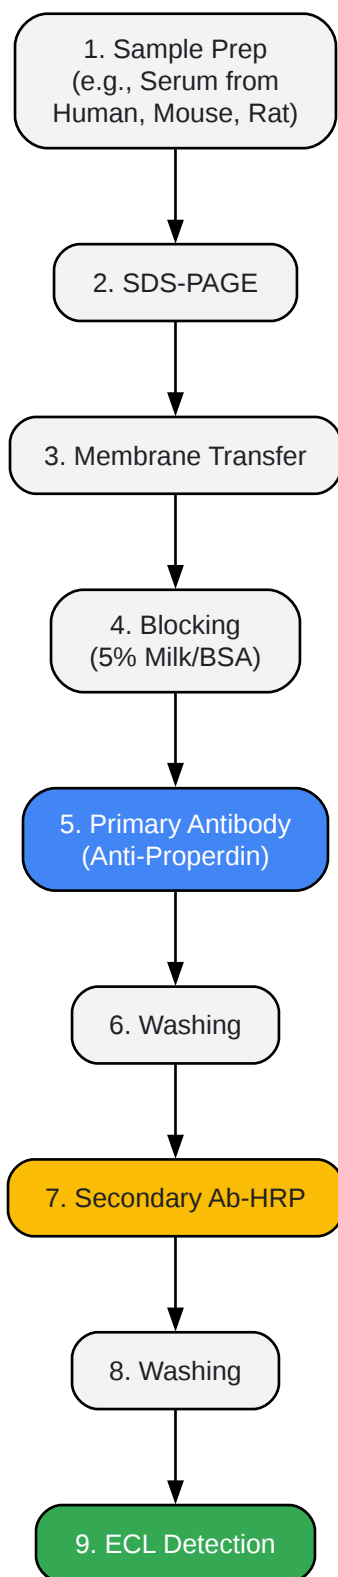 1. Sample Prep
(e.g., Serum from
Human, Mouse, Rat)
2. SDS-PAGE
3. Membrane Transfer
4. Blocking
(5% Milk/BSA)
5. Primary Antibody
(Anti-Properdin)
6. Washing
7. Secondary Ab-HRP
8. Washing
9. ECL Detection